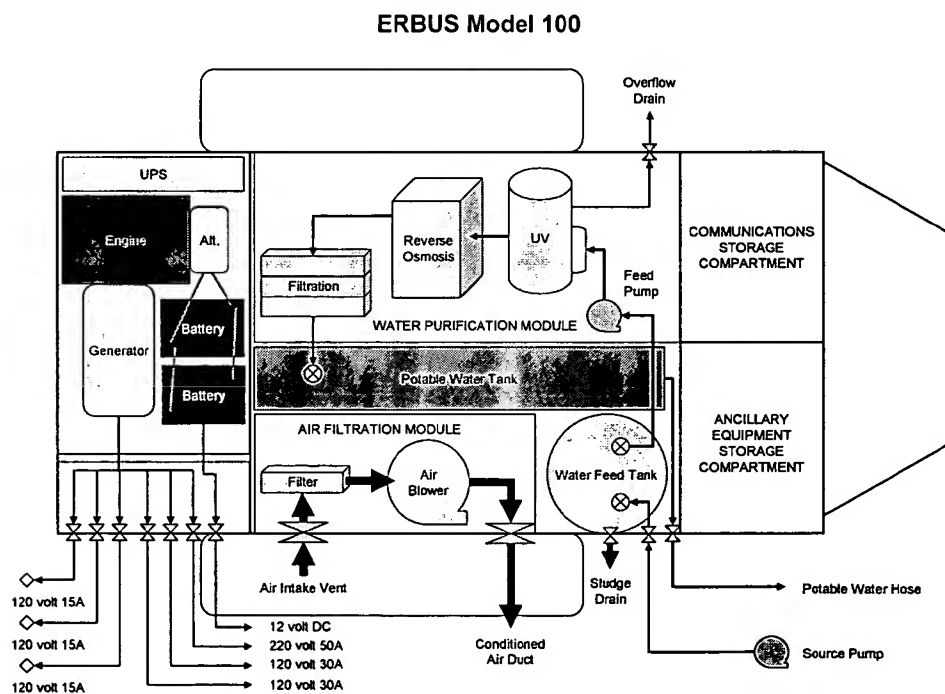 ERBUS Model 100
Overflow
Drain
UPS
Engine
Alt.
Battery
Generator
Battery
Reverse
Osmosis
UV
Filtration
Feed
Pump
WATER PURIFICATION MODULE
COMMUNICATIONS
STORAGE
COMPARTMENT
Potable Water Tank
AIR FILTRATION MODULE
Filter
Air
Blower
Water Feed Tank
ANCILLARY
EQUIPMENT
STORAGE
COMPARTMENT
Air Intake Vent
Sludge
Drain
Potable Water Hose
120 volt 15A
120 volt 15A
120 volt 15A
12 volt DC
220 volt 50A
120 volt 30A
120 volt 30A
Conditioned
Air Duct
Source Pump